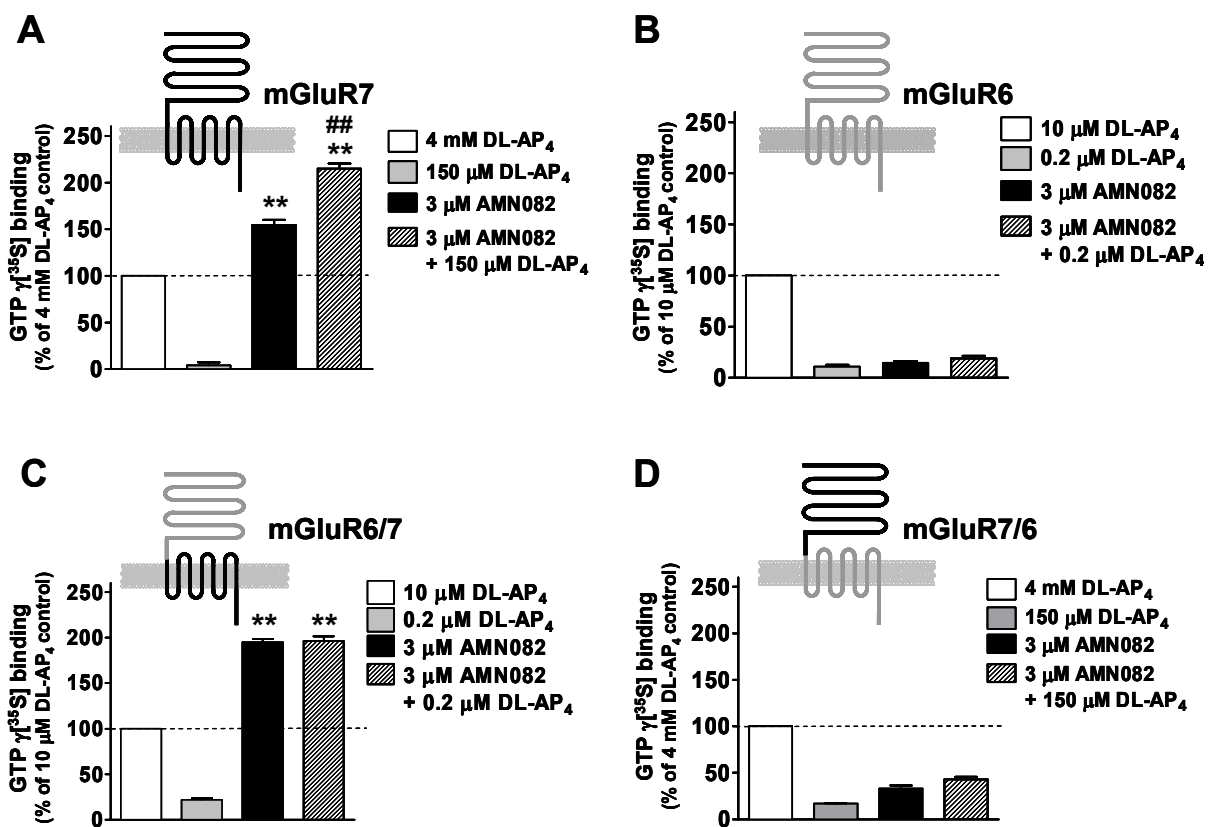 A
mGluR7
GTP γ[³⁵S] binding
(% of 4 mM DL-AP₄ control)
250
200
150
100
50
0
**
##
**
4 mM DL-AP₄
150 μM DL-AP₄
3 μM AMN082
3 μM AMN082
+ 150 μM DL-AP₄
B
mGluR6
GTP γ[³⁵S] binding
(% of 10 μM DL-AP₄ control)
250
200
150
100
50
0
10 μM DL-AP₄
0.2 μM DL-AP₄
3 μM AMN082
3 μM AMN082
+ 0.2 μM DL-AP₄
C
mGluR6/7
GTP γ[³⁵S] binding
(% of 10 μM DL-AP₄ control)
250
200
150
100
50
0
**
**
10 μM DL-AP₄
0.2 μM DL-AP₄
3 μM AMN082
3 μM AMN082
+ 0.2 μM DL-AP₄
D
mGluR7/6
GTP γ[³⁵S] binding
(% of 4 mM DL-AP₄ control)
250
200
150
100
50
0
4 mM DL-AP₄
150 μM DL-AP₄
3 μM AMN082
3 μM AMN082
+ 150 μM DL-AP₄